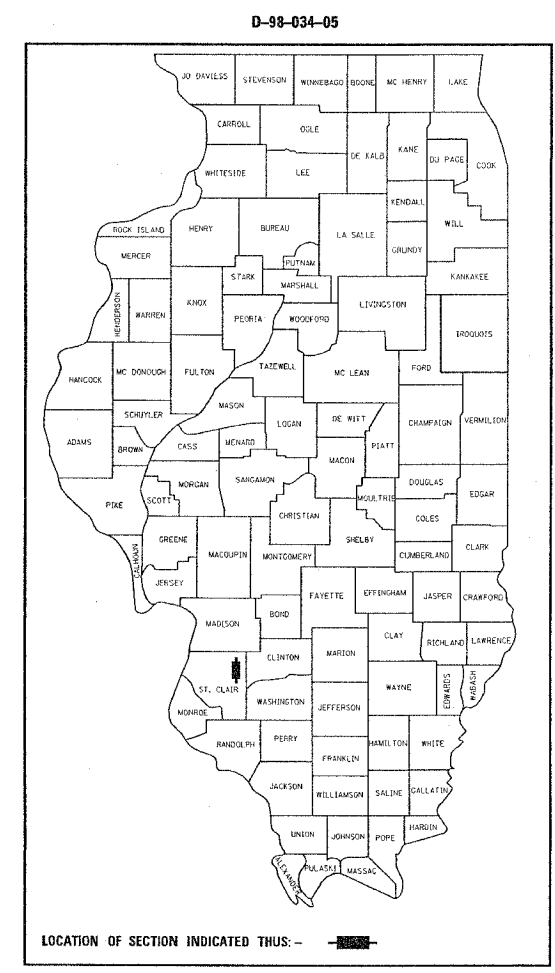 D-98-034-05
JO DAVIESS STEVENSON WINNEBAGO BOONE MC HENRY LAKE
CARROLL OGLE
DE KALB KANE DU PAGE COOK
WHITESIDE LEE
KENDALL
WILL
ROCK ISLAND HENRY BUREAU LA SALLE
GRUNDY
MERCER
PUTNAM
STARK KANKAKEE
MARSHALL
HENDERSON WARREN KNOX LIVINGSTON
PEORIA WOODFORD
IROQUOIS
HANCOCK MC DONOUGH FULTON TAZEWELL MC LEAN FORD
MASON
SCHUYLER LOGAN DE WITT CHAMPAIGN VERMILION
ADAMS BROWN CASS MENARD PIATT
MACON
MORGAN SANGAMON DOUGLAS
PIKE SCOTT MOULTRIE EDGAR
CHRISTIAN COLES
GREENE SHELBY
CALHOUN MACOUPIN MONTGOMERY CUMBERLAND CLARK
JERSEY
FAYETTE EFFINGHAM JASPER CRAWFORD
MADISON BOND
CLAY RICHLAND LAWRENCE
CLINTON MARION
ST. CLAIR WAYNE EDWARDS WABASH
WASHINGTON JEFFERSON
MONROE
RANDOLPH PERRY HAMILTON WHITE
FRANKLIN
JACKSON WILLIAMSON SALINE GALLATIN
UNION JOHNSON POPE HARDIN
ALEXANDER PULASKI MASSAC
LOCATION OF SECTION INDICATED THUS: -